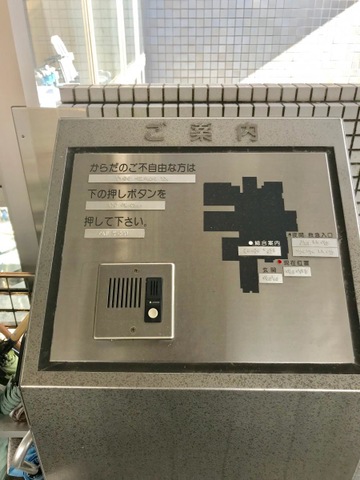 ご案内
からだのご不自由な方は
下の押しボタンを
押して下さい。
総合案内
夜間、救急入口
現在位置
玄関